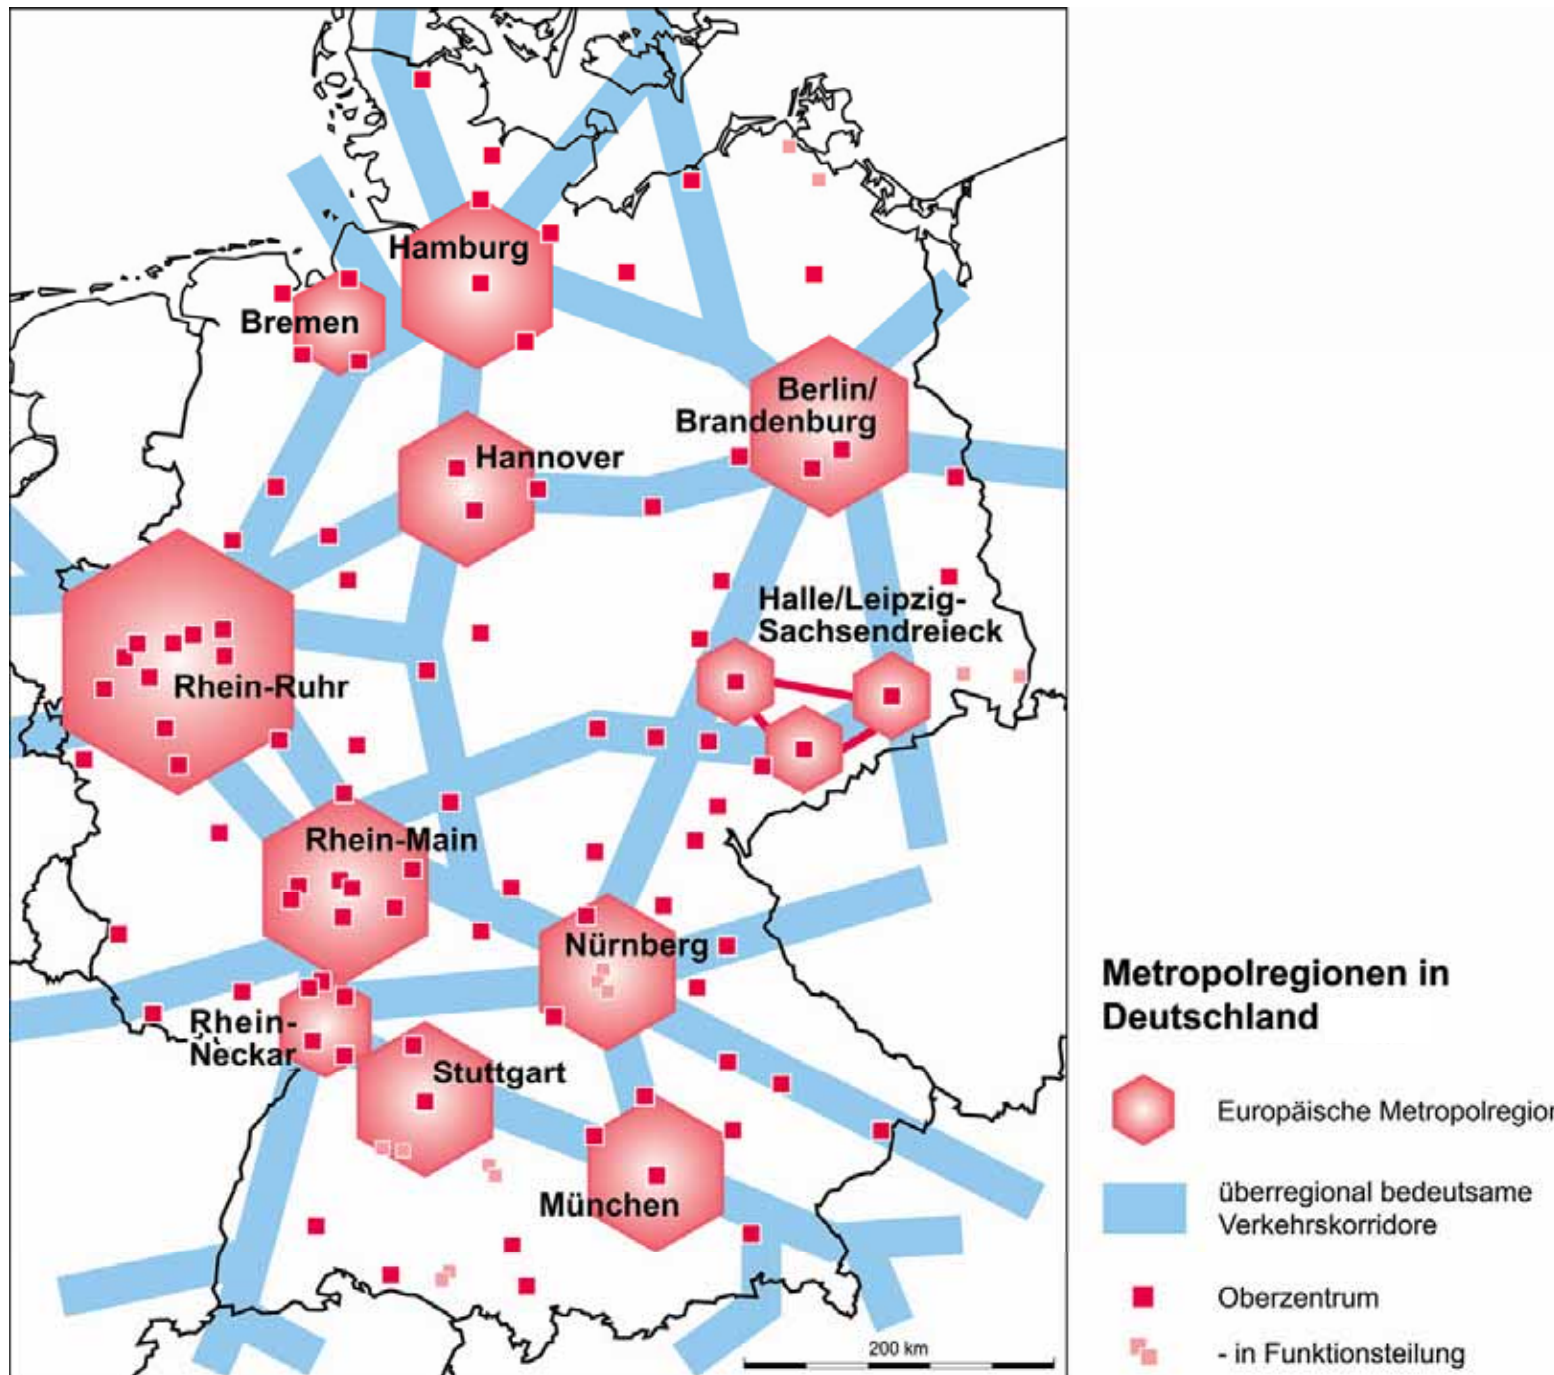 Hamburg
Bremen
Berlin/
Brandenburg
Hannover
Halle/Leipzig-
Sachsendreieck
Rhein-Ruhr
Rhein-Main
Nürnberg
Rhein-
Neckar
Stuttgart
München
200 km
Metropolregionen in
Deutschland
Europäische Metropolregion
überregional bedeutsame
Verkehrskorridore
Oberzentrum
- in Funktionsteilung